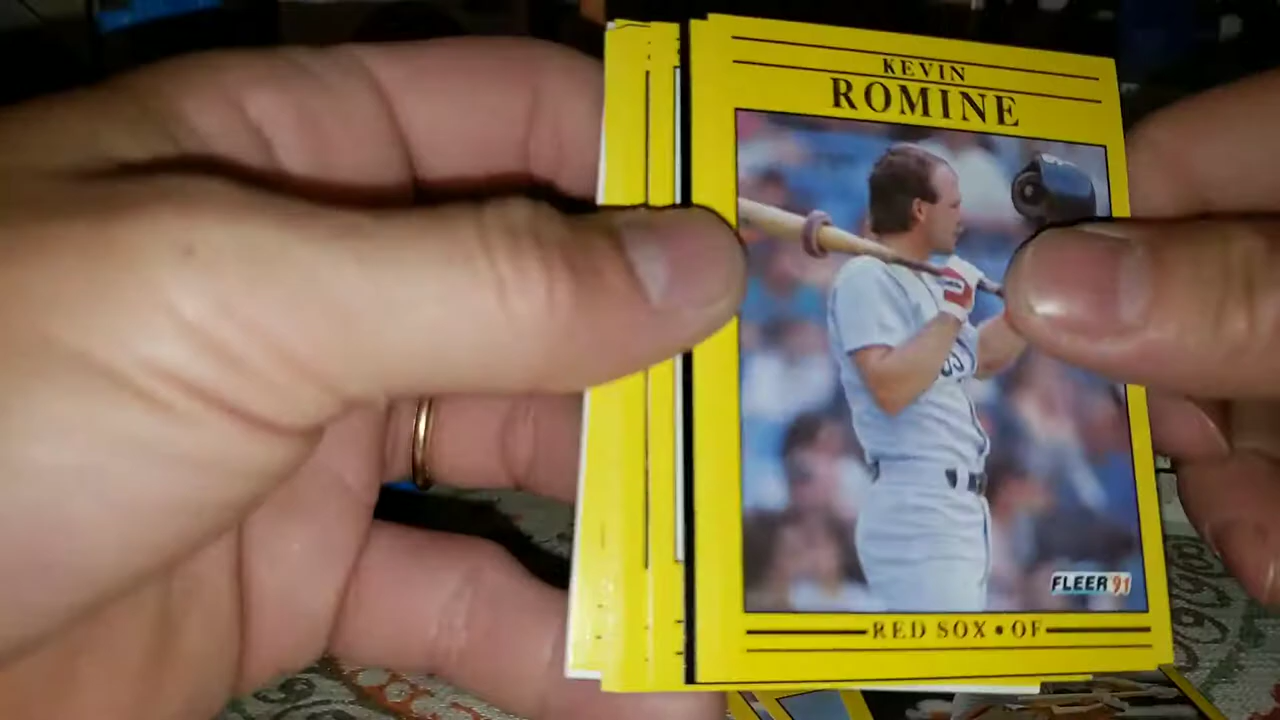 KEVIN
ROMINE
FLEER '91
RED SOX • OF